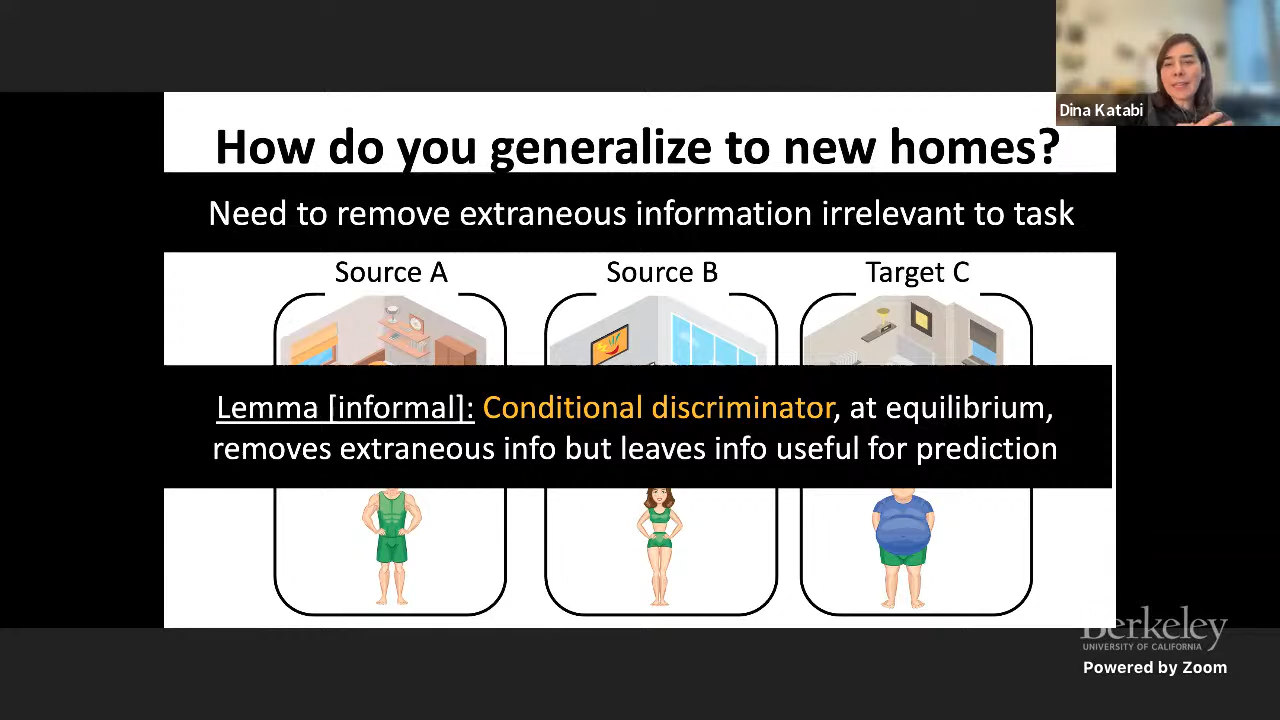 Dina Katabi
How do you generalize to new homes?
Need to remove extraneous information irrelevant to task
Source A
Source B
Target C
Lemma [informal]: Conditional discriminator, at equilibrium,
removes extraneous info but leaves info useful for prediction
Berkeley
UNIVERSITY OF CALIFORNIA
Powered by Zoom